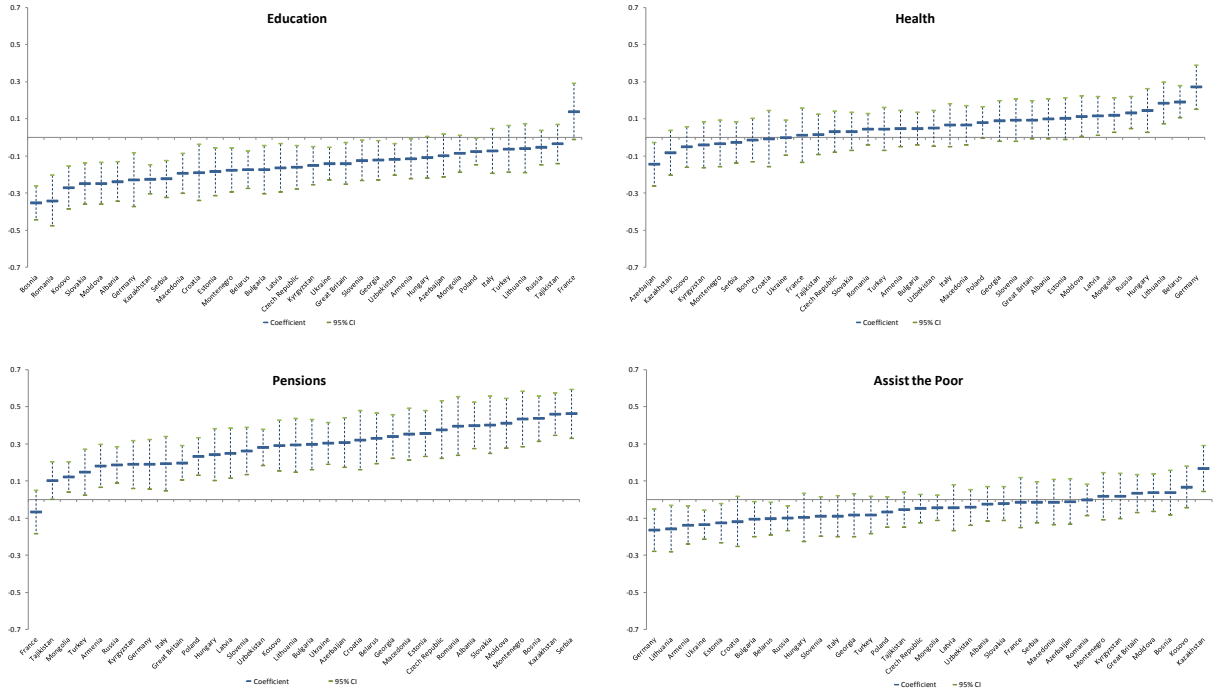 Education
0.7
0.5
0.3
0.1
-0.1
-0.3
-0.5
-0.7
Bosnia
Romania
Kosovo
Slovakia
Moldova
Albania
Germany
Kazakhstan
Serbia
Macedonia
Croatia
Estonia
Montenegro
Belarus
Bulgaria
Latvia
Czech Republic
Kyrgyzstan
Ukraine
Great Britain
Slovenia
Georgia
Uzbekistan
Armenia
Hungary
Azerbaijan
Mongolia
Poland
Italy
Turkey
Lithuania
Russia
Tajikistan
France
Coefficient 95% CI
Health
0.7
0.5
0.3
0.1
-0.1
-0.3
-0.5
-0.7
Azerbaijan
Kazakhstan
Kosovo
Kyrgyzstan
Montenegro
Serbia
Bosnia
Croatia
Ukraine
France
Tajikistan
Czech Republic
Slovakia
Romania
Turkey
Armenia
Bulgaria
Uzbekistan
Italy
Macedonia
Poland
Georgia
Slovenia
Great Britain
Albania
Estonia
Moldova
Latvia
Mongolia
Russia
Hungary
Lithuania
Belarus
Germany
Coefficient 95% CI
Pensions
0.7
0.5
0.3
0.1
-0.1
-0.3
-0.5
-0.7
France
Tajikistan
Mongolia
Turkey
Armenia
Russia
Kyrgyzstan
Germany
Italy
Great Britain
Poland
Hungary
Latvia
Slovenia
Uzbekistan
Kosovo
Lithuania
Bulgaria
Ukraine
Azerbaijan
Croatia
Belarus
Georgia
Macedonia
Estonia
Czech Republic
Romania
Albania
Slovakia
Moldova
Montenegro
Bosnia
Kazakhstan
Serbia
Coefficient 95% CI
Assist the Poor
0.7
0.5
0.3
0.1
-0.1
-0.3
-0.5
-0.7
Germany
Lithuania
Armenia
Ukraine
Estonia
Croatia
Bulgaria
Belarus
Russia
Hungary
Slovenia
Italy
Georgia
Turkey
Poland
Tajikistan
Czech Republic
Mongolia
Latvia
Uzbekistan
Albania
Slovakia
France
Serbia
Macedonia
Azerbaijan
Romania
Montenegro
Kyrgyzstan
Great Britain
Moldova
Bosnia
Kosovo
Kazakhstan
Coefficient 95% CI